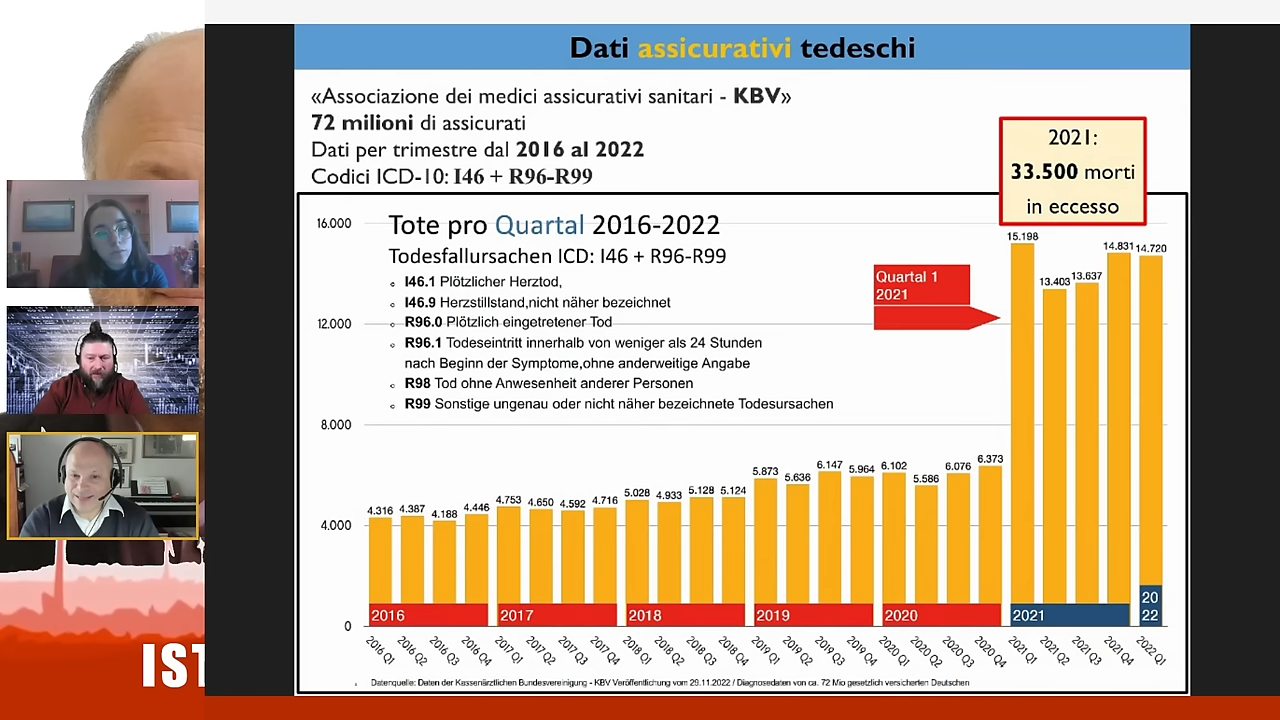 Dati assicurativi tedeschi
«Associazione dei medici assicurativi sanitari - KBV»
72 milioni di assicurati
Dati per trimestre dal 2016 al 2022
Codici ICD-10: I46 + R96-R99
2021:
33.500 morti
in eccesso
Tote pro Quartal 2016-2022
Todesfallursachen ICD: I46 + R96-R99
I46.1 Plötzlicher Herztod,
I46.9 Herzstillstand,nicht näher bezeichnet
R96.0 Plötzlich eingetretener Tod
R96.1 Todeseintritt innerhalb von weniger als 24 Stunden
nach Beginn der Symptome,ohne anderweitige Angabe
R98 Tod ohne Anwesenheit anderer Personen
R99 Sonstige ungenau oder nicht näher bezeichnete Todesursachen
Quartal 1
2021
16.000
12.000
8.000
4.000
0
4.316 4.387 4.188 4.446 4.753 4.650 4.592 4.716 5.028 4.933 5.128 5.124 5.873 5.636 6.147 5.964 6.102 5.586 6.076 6.373 15.198 13.403 13.637 14.831 14.720
2016 2017 2018 2019 2020 2021 20
22
2016 Q1 2016 Q2 2016 Q3 2016 Q4 2017 Q1 2017 Q2 2017 Q3 2017 Q4 2018 Q1 2018 Q2 2018 Q3 2018 Q4 2019 Q1 2019 Q2 2019 Q3 2019 Q4 2020 Q1 2020 Q2 2020 Q3 2020 Q4 2021 Q1 2021 Q2 2021 Q3 2021 Q4 2022 Q1
Datenquelle: Daten der Kassenärztlichen Bundesvereinigung - KBV Veröffentlichung vom 29.11.2022 / Diagnosedaten von ca. 72 Mio gesetzlich versicherten Deutschen
IST